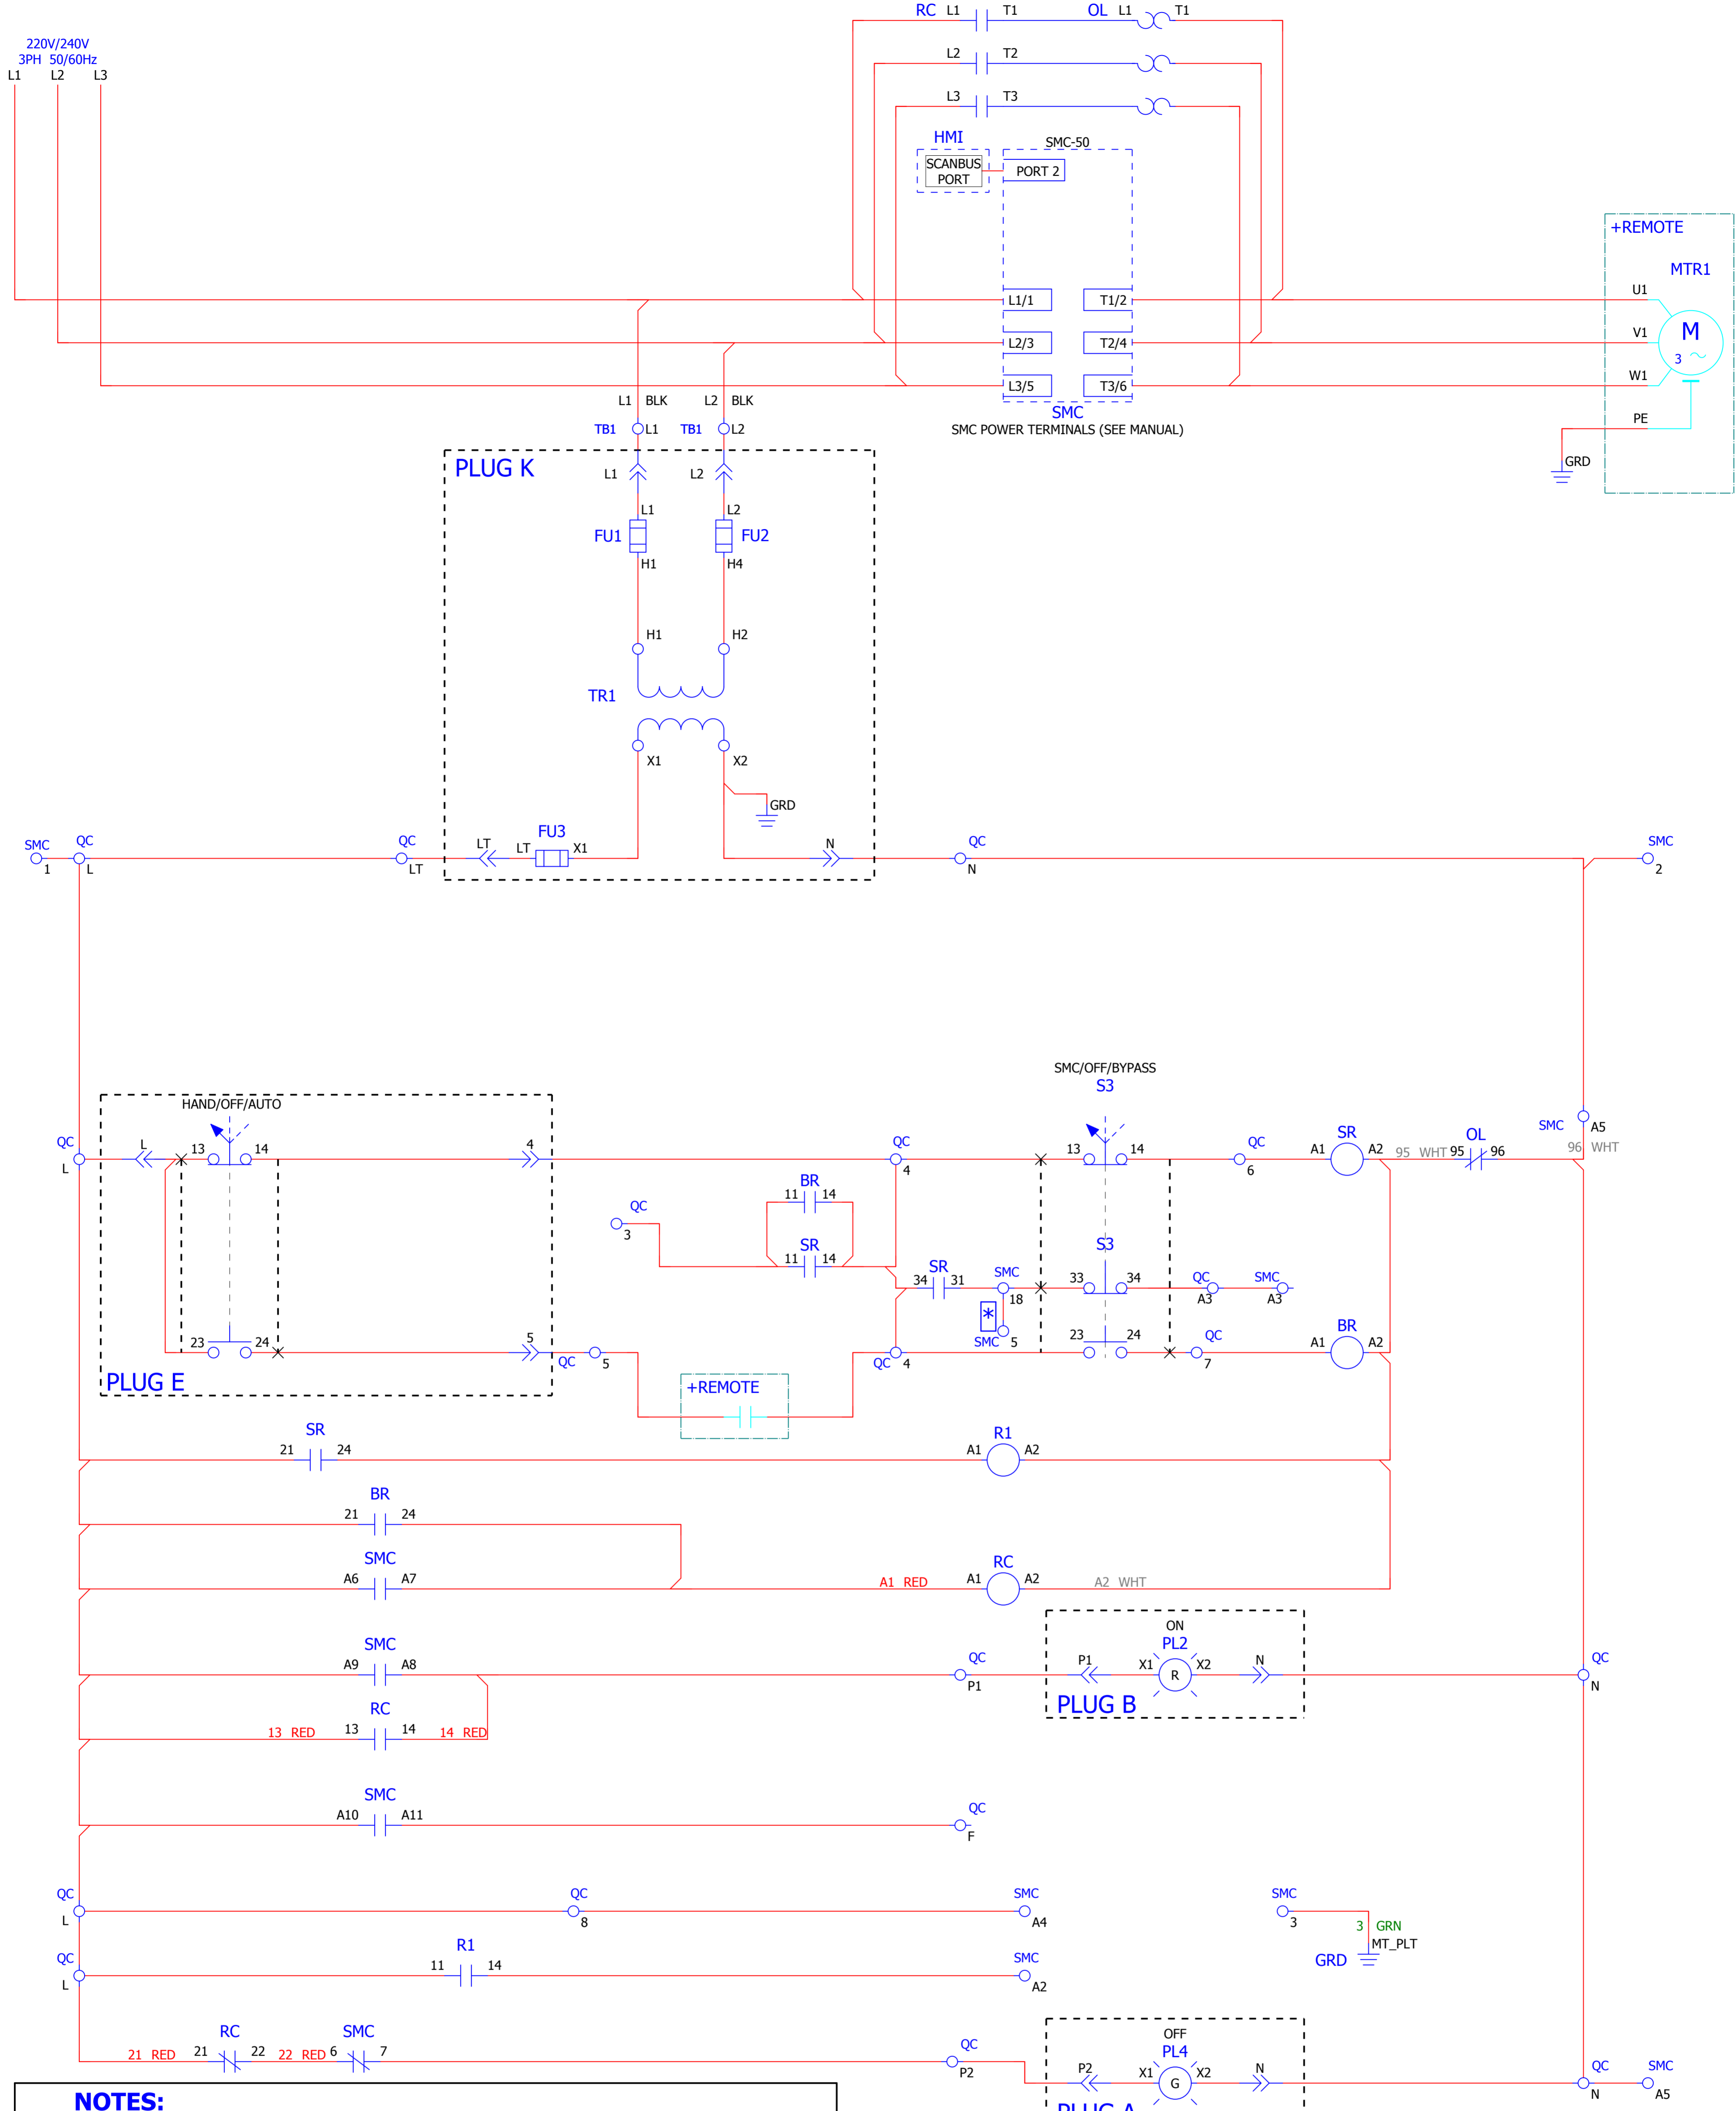 RC L1 T1 OL L1 T1
220V/240V
3PH 50/60Hz
L1 L2 L3
L2 T2
L3 T3
HMI
SMC-50
SCANBUS
PORT
PORT 2
+REMOTE
MTR1
L1/1 T1/2 U1
L2/3 T2/4 V1 M
3
L3/5 T3/6 W1
L1 BLK L2 BLK
SMC
SMC POWER TERMINALS (SEE MANUAL)
PE
GRD
TB1 L1 TB1 L2
PLUG K
L1 L2
L1 L2
FU1 FU2
H1 H4
H1 H2
TR1
X1 X2
GRD
SMC QC QC FU3 QC SMC
LT LT X1 N
1 L LT N 2
SMC/OFF/BYPASS
S3
HAND/OFF/AUTO
SMC A5
QC L 13 14 4 QC 13 14 QC SR OL
A1 A2 95 WHT 95 96 96 WHT
L 4 6
BR
11 14
QC
3
SR
11 14
S3
SR
34 31 SMC 33 34 QC SMC
18 A3 A3
*
SMC 5
23 24 5 23 24 QC BR
A1 A2
QC 5 QC 4 7
PLUG E
+REMOTE
SR R1
21 24 A1 A2
BR
21 24
SMC RC
A6 A7 A1 RED A1 A2 A2 WHT
ON
SMC PL2
A9 A8 QC P1 X1 R X2 N QC
P1 N
PLUG B
RC
13 RED 13 14 14 RED
SMC
A10 A11 QC
F
QC QC SMC SMC
L 8 A4 3
3 GRN
MT_PLT
GRD
QC R1 SMC
L 11 14 A2
OFF
RC SMC PL4
21 RED 21 22 22 RED 6 7 QC
P2 P2 X1 G X2 N QC SMC
N A5
NOTES:
PLUG A